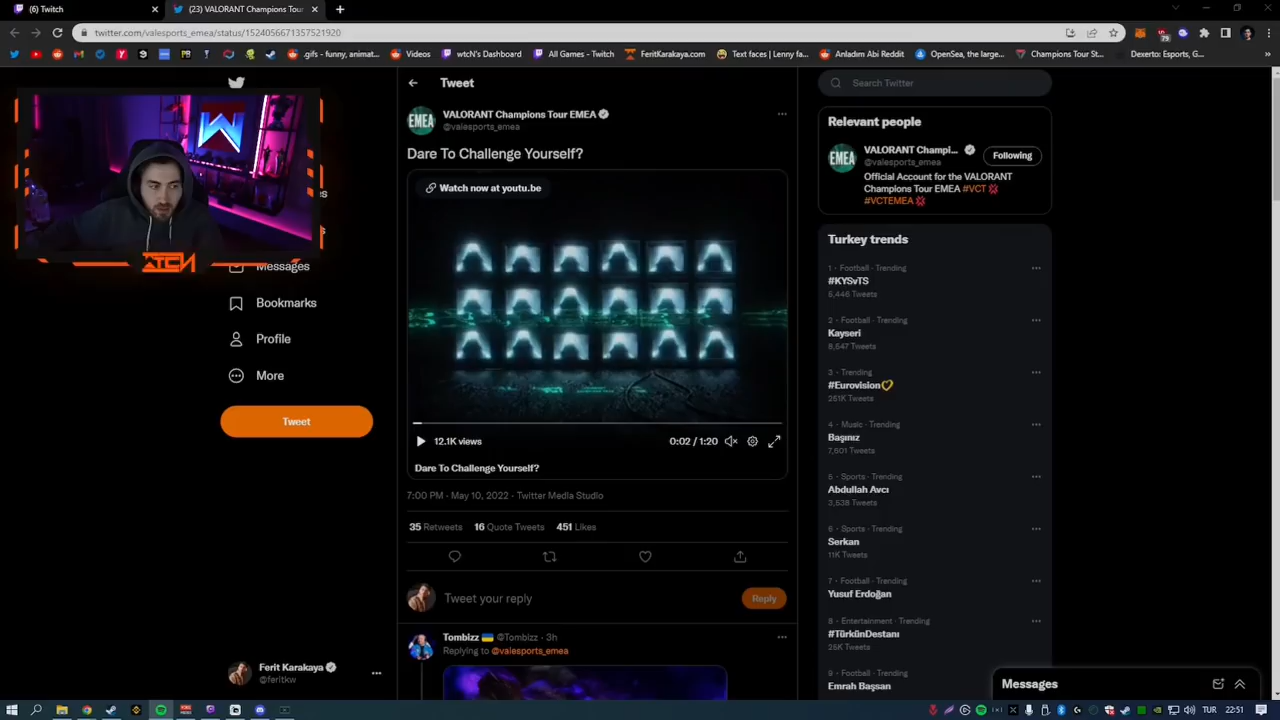 (6) Twitch
(23) VALORANT Champions Tour
twitter.com/valesports_emea/status/1524056671357521920
.gifs - funny, animat...
Videos
wtcN's Dashboard
All Games - Twitch
FeritKarakaya.com
Text faces | Lenny fa...
Anladım Abi Reddit
OpenSea, the large...
Champions Tour St...
Dexerto: Esports, G...
»
Messages
Bookmarks
Profile
More
Tweet
Ferit Karakaya
@feritkw
Tweet
VALORANT Champions Tour EMEA
@valesports_emea
Dare To Challenge Yourself?
Watch now at youtu.be
12.1K views
0:02 / 1:20
Dare To Challenge Yourself?
7:00 PM · May 10, 2022 · Twitter Media Studio
35 Retweets 16 Quote Tweets 451 Likes
Tweet your reply
Reply
Tombizz @Tombizz · 3h
Replying to @valesports_emea
Search Twitter
Relevant people
EMEA
VALORANT Champi...
@valesports_emea
Following
Official Account for the VALORANT
Champions Tour EMEA #VCT
#VCTEMEA
Turkey trends
1 · Football · Trending
#KYSvTS
5,446 Tweets
2 · Football · Trending
Kayseri
8,547 Tweets
3 · Trending
#Eurovision
261K Tweets
4 · Music · Trending
Başınız
7,601 Tweets
5 · Sports · Trending
Abdullah Avcı
3,538 Tweets
6 · Sports · Trending
Serkan
11K Tweets
7 · Football · Trending
Yusuf Erdoğan
8 · Entertainment · Trending
#TürkünDestanı
25K Tweets
9 · Football · Trending
Emrah Başsan
Messages
TUR 22:51